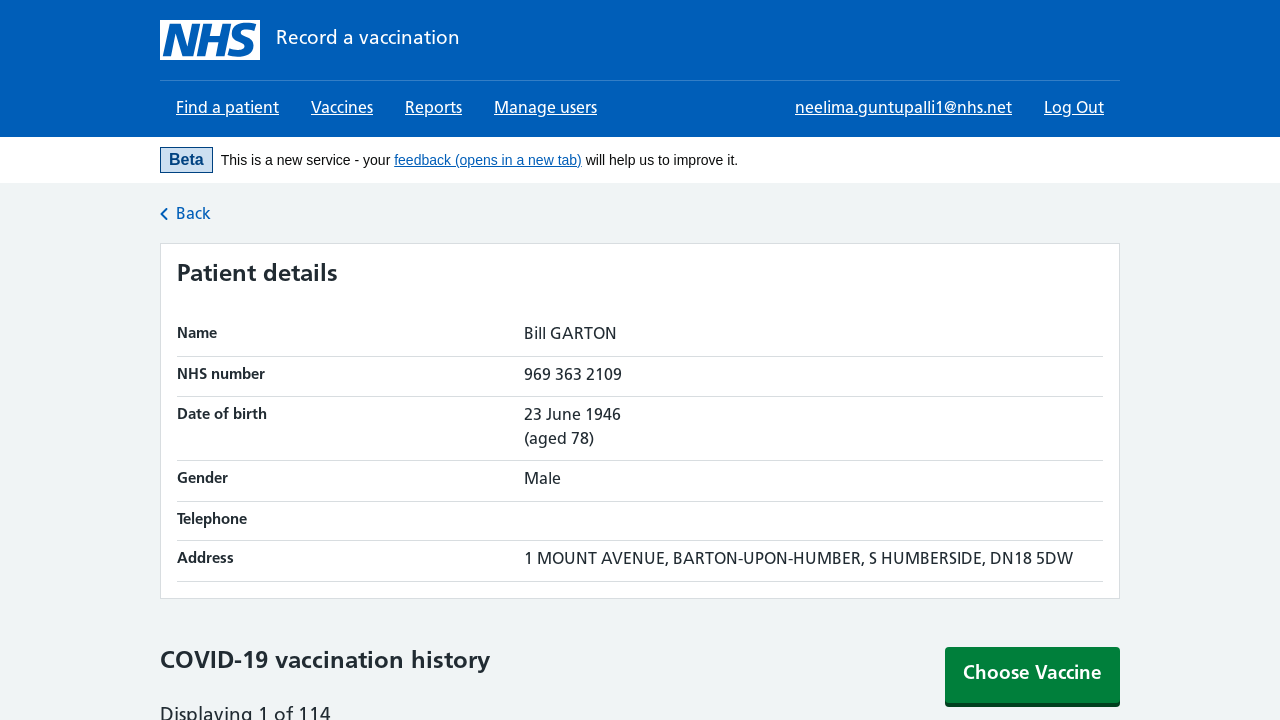 NHS Record a vaccination
Find a patient Vaccines Reports Manage users neelima.guntupalli1@nhs.net Log Out
Beta This is a new service - your feedback (opens in a new tab) will help us to improve it.
Back
Patient details
Name Bill GARTON
NHS number 969 363 2109
Date of birth 23 June 1946
(aged 78)
Gender Male
Telephone
Address 1 MOUNT AVENUE, BARTON-UPON-HUMBER, S HUMBERSIDE, DN18 5DW
COVID-19 vaccination history Choose Vaccine
Displaying 1 of 114